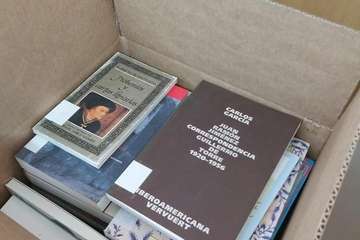 CARLOS
GARCÍA
JUAN
RAMÓN
JIMÉNEZ
CORRESPONDENCIA
GUILLERMO
DE
TORRE
1920-1956
IBEROAMERICANA
VERVUERT